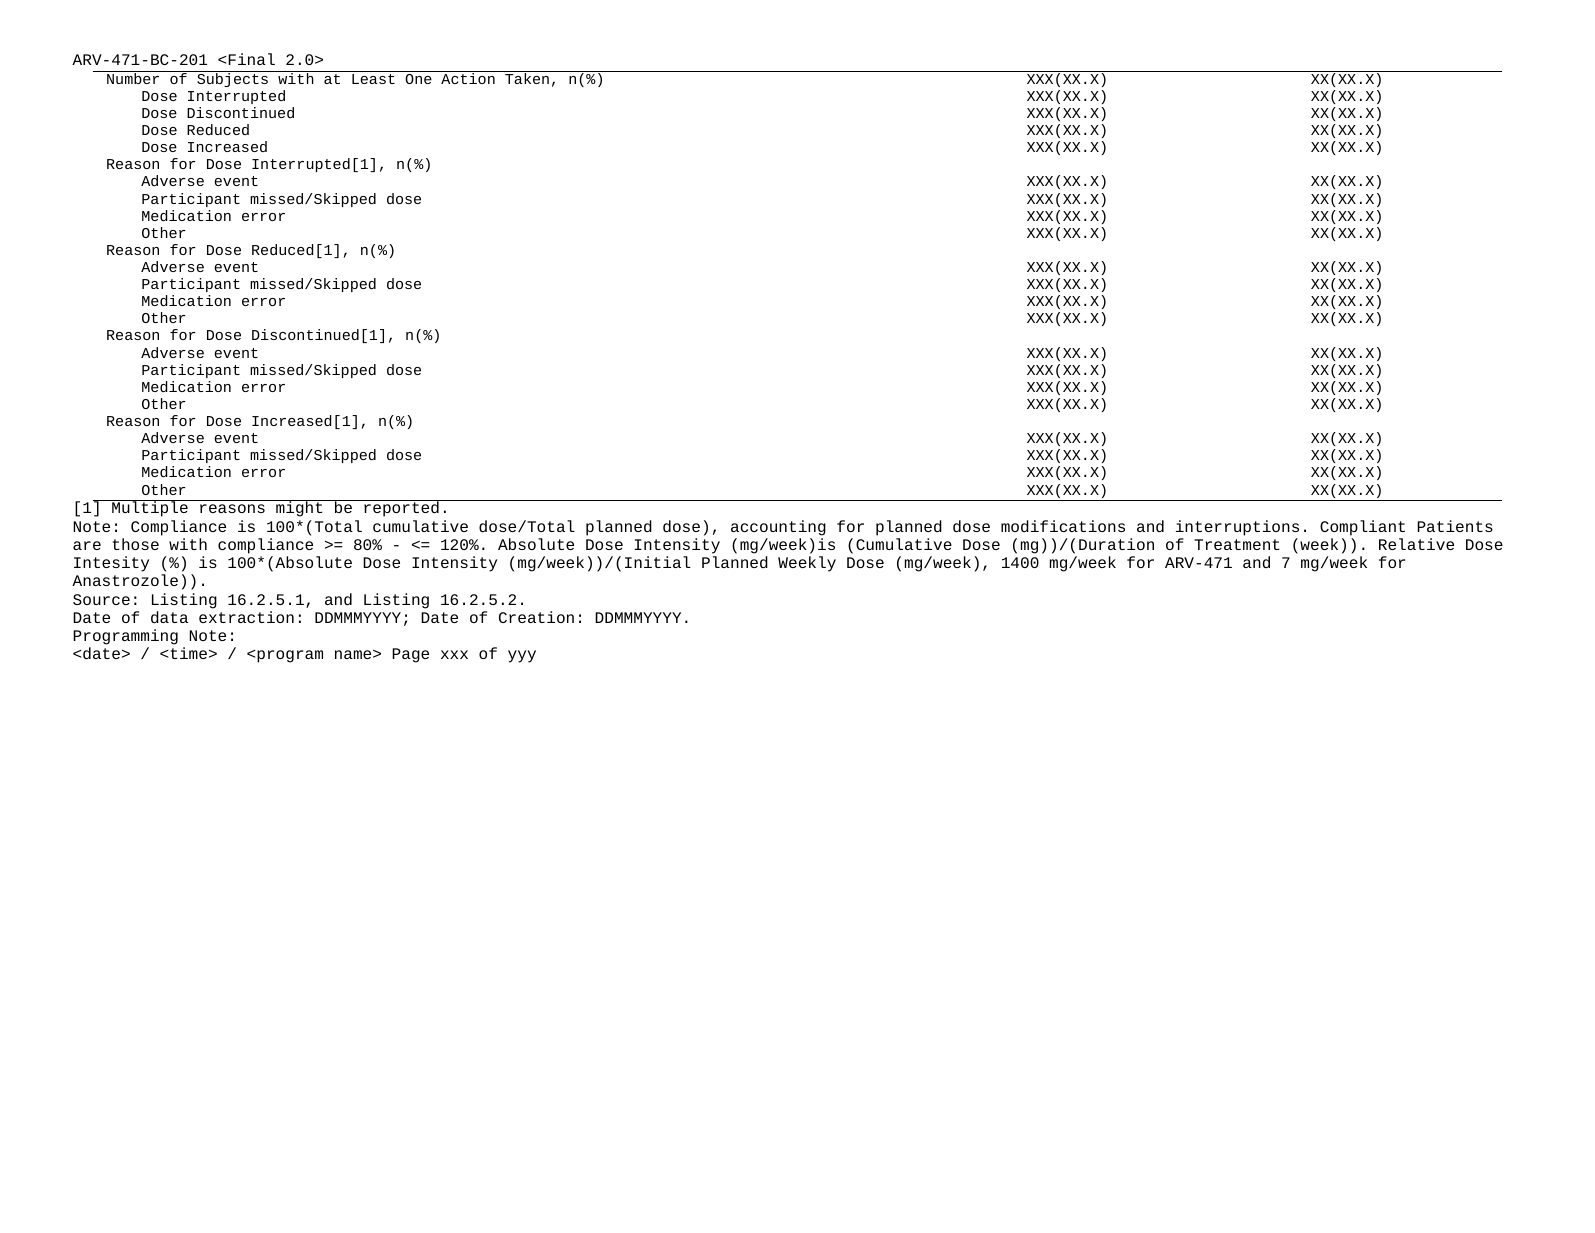 ARV-471-BC-201 <Final 2.0>
Number of Subjects with at Least One Action Taken, n(%) XXX(XX.X) XX(XX.X)
Dose Interrupted XXX(XX.X) XX(XX.X)
Dose Discontinued XXX(XX.X) XX(XX.X)
Dose Reduced XXX(XX.X) XX(XX.X)
Dose Increased XXX(XX.X) XX(XX.X)
Reason for Dose Interrupted[1], n(%)
Adverse event XXX(XX.X) XX(XX.X)
Participant missed/Skipped dose XXX(XX.X) XX(XX.X)
Medication error XXX(XX.X) XX(XX.X)
Other XXX(XX.X) XX(XX.X)
Reason for Dose Reduced[1], n(%)
Adverse event XXX(XX.X) XX(XX.X)
Participant missed/Skipped dose XXX(XX.X) XX(XX.X)
Medication error XXX(XX.X) XX(XX.X)
Other XXX(XX.X) XX(XX.X)
Reason for Dose Discontinued[1], n(%)
Adverse event XXX(XX.X) XX(XX.X)
Participant missed/Skipped dose XXX(XX.X) XX(XX.X)
Medication error XXX(XX.X) XX(XX.X)
Other XXX(XX.X) XX(XX.X)
Reason for Dose Increased[1], n(%)
Adverse event XXX(XX.X) XX(XX.X)
Participant missed/Skipped dose XXX(XX.X) XX(XX.X)
Medication error XXX(XX.X) XX(XX.X)
Other XXX(XX.X) XX(XX.X)
[1] Multiple reasons might be reported.
Note: Compliance is 100*(Total cumulative dose/Total planned dose), accounting for planned dose modifications and interruptions. Compliant Patients
are those with compliance >= 80% - <= 120%. Absolute Dose Intensity (mg/week)is (Cumulative Dose (mg))/(Duration of Treatment (week)). Relative Dose
Intesity (%) is 100*(Absolute Dose Intensity (mg/week))/(Initial Planned Weekly Dose (mg/week), 1400 mg/week for ARV-471 and 7 mg/week for
Anastrozole)).
Source: Listing 16.2.5.1, and Listing 16.2.5.2.
Date of data extraction: DDMMMYYYY; Date of Creation: DDMMMYYYY.
Programming Note:
<date> / <time> / <program name> Page xxx of yyy